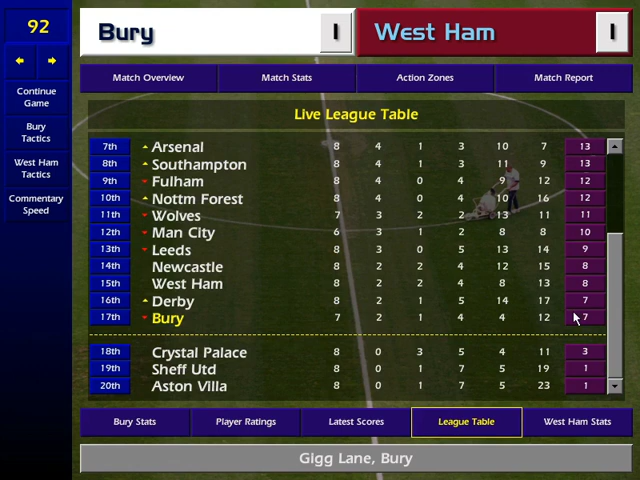 92
Bury 1 West Ham 1
Match Overview Match Stats Action Zones Match Report
Continue Game
Bury Tactics
West Ham Tactics
Commentary Speed
Live League Table
7th Arsenal 8 4 1 3 10 7 13
8th Southampton 8 4 1 3 11 9 13
9th Fulham 8 4 0 4 9 12 12
10th Nottm Forest 8 4 0 4 10 16 12
11th Wolves 7 3 2 2 13 11 11
12th Man City 6 3 1 2 8 8 10
13th Leeds 8 3 0 5 13 14 9
14th Newcastle 8 2 2 4 12 15 8
15th West Ham 8 2 2 4 8 13 8
16th Derby 8 2 1 5 14 17 7
17th Bury 7 2 1 4 4 12 7
18th Crystal Palace 8 0 3 5 4 11 3
19th Sheff Utd 8 0 1 7 5 19 1
20th Aston Villa 8 0 1 7 5 23 1
Bury Stats Player Ratings Latest Scores League Table West Ham Stats
Gigg Lane, Bury